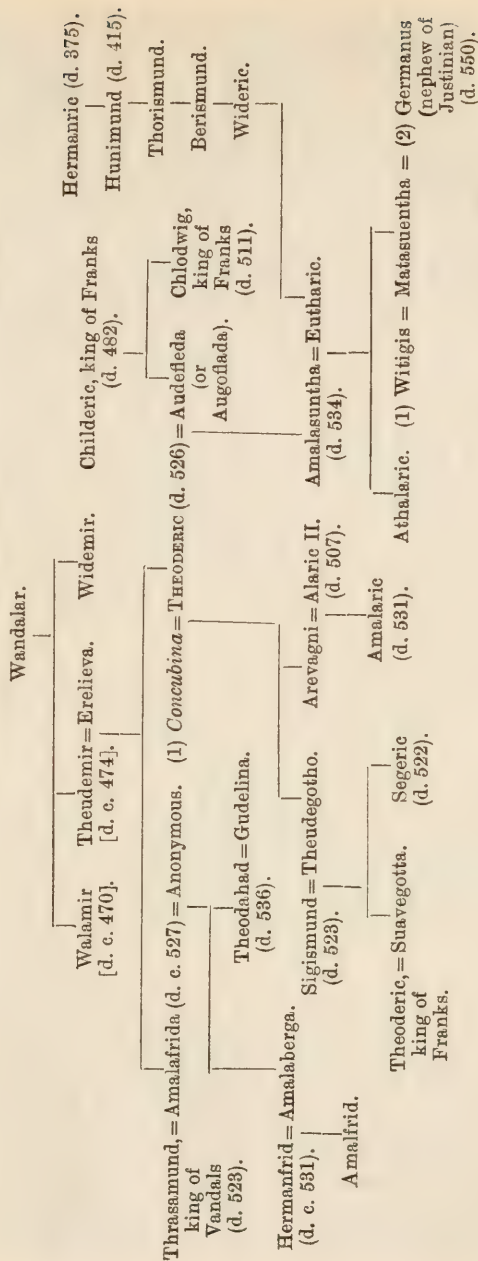 Wandalar.
Walamir
[d. c. 470].
Theudemir = Erelieva.
[d. c. 474].
Widemir.
Childeric, king of Franks
(d. 482).
Hermanric (d. 375).
Hunimund (d. 415).
Thorismund.
Berismund.
Wideric.
Thrasamund, = Amalafrida (d. c. 527) = Anonymous.
king of
Vandals
(d. 523).
(1) Concubina = THEODERIC (d. 526) = Audefleda
(or
Augoflada).
Chlodwig,
king of
Franks
(d. 511).
Theodahad = Gudelina.
(d. 536).
Hermanfrid = Amalaberga.
(d. c. 531).
Amalfrid.
Sigismund = Theudegotho.
(d. 523).
Arevagni = Alaric II.
(d. 507).
Amalasuntha = Eutharic.
(d. 534).
Theoderic, = Suavegotta.
king of
Franks.
Segeric
(d. 522).
Amalaric
(d. 531).
Athalaric.
(1) Witigis = Matasuentha = (2) Germanus
(nephew of
Justinian)
(d. 550).